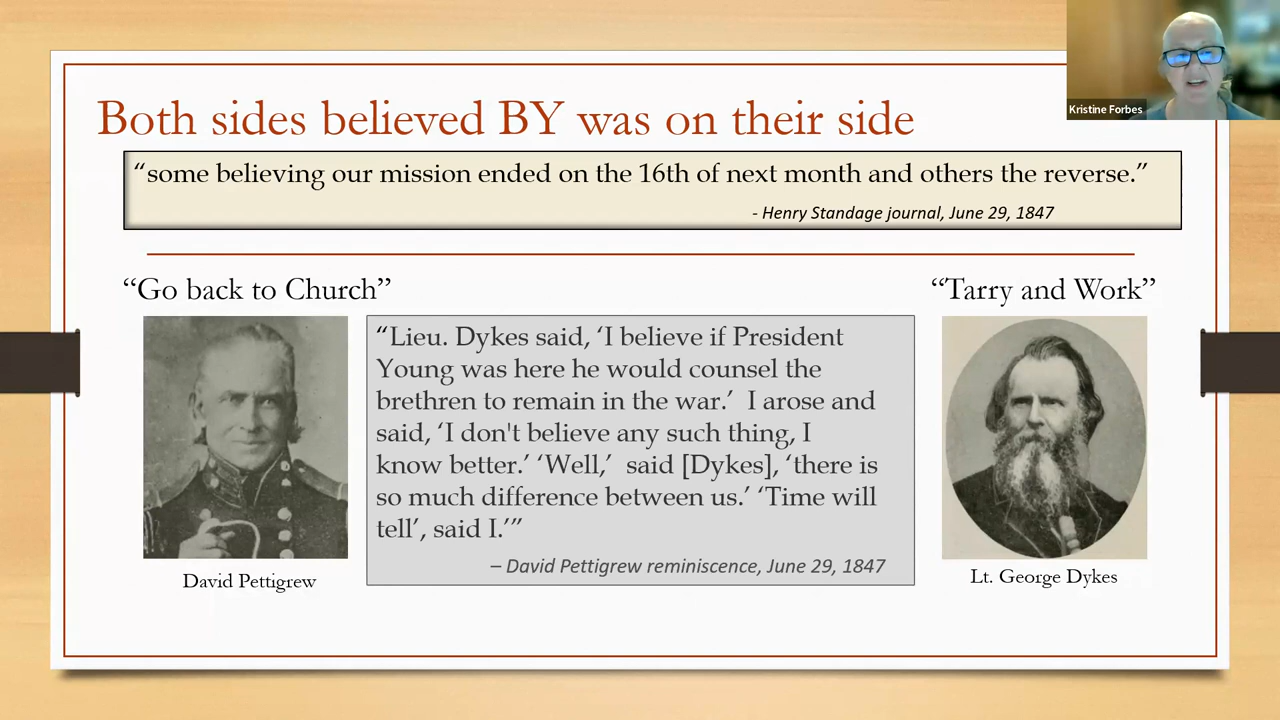 Kristine Forbes
Both sides believed BY was on their side
“some believing our mission ended on the 16th of next month and others the reverse.”
- Henry Standage journal, June 29, 1847
“Go back to Church”
“Tarry and Work”
“Lieu. Dykes said, ‘I believe if President
Young was here he would counsel the
brethren to remain in the war.’ I arose and
said, ‘I don't believe any such thing, I
know better.’ ‘Well,’ said [Dykes], ‘there is
so much difference between us.’ ‘Time will
tell’, said I.’”
– David Pettigrew reminiscence, June 29, 1847
David Pettigrew
Lt. George Dykes